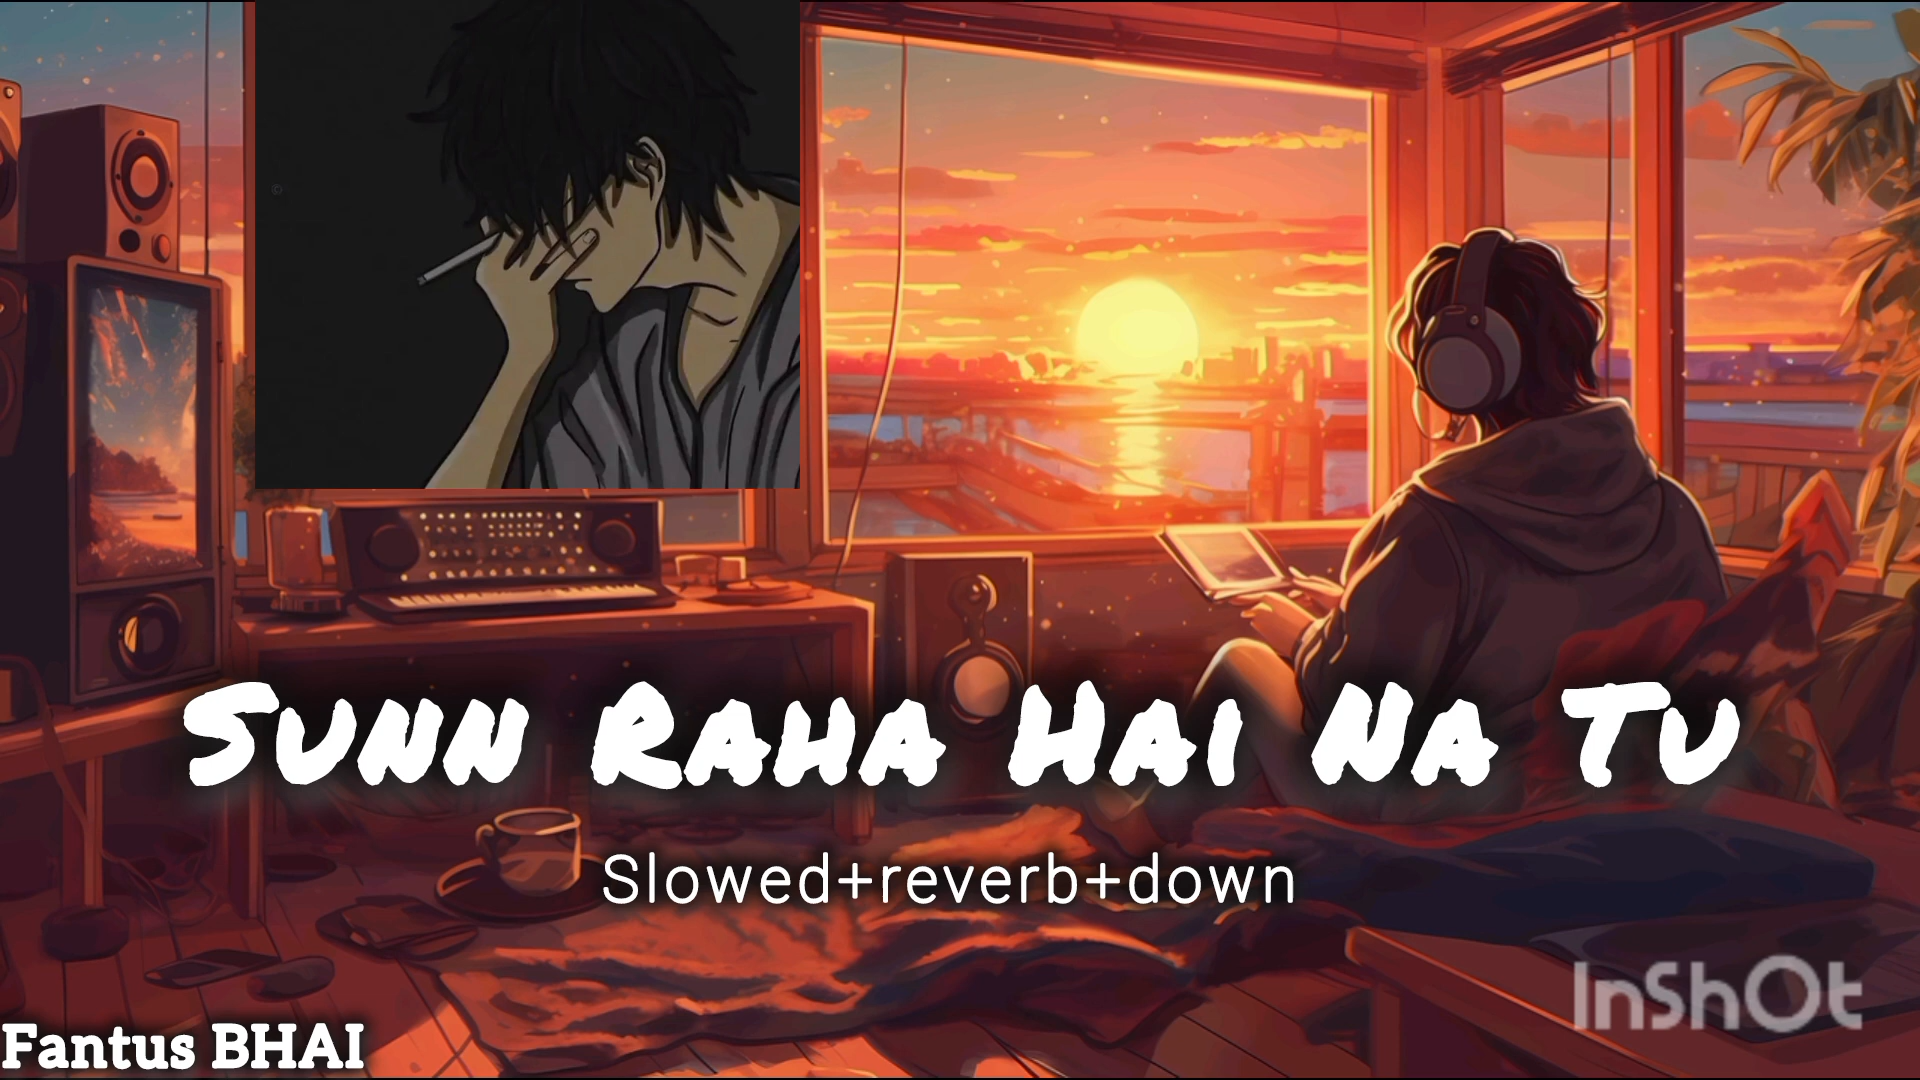 ©
Sunn Raha Hai Na Tu
Slowed+reverb+down
InShOt
Fantus BHAI